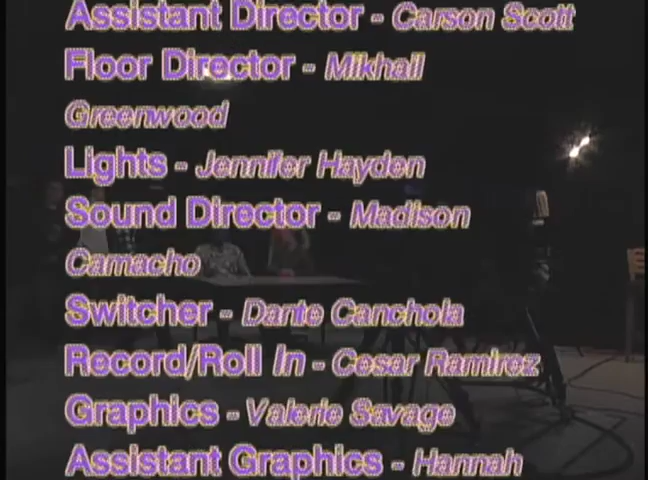 Assistant Director - Carson Scott
Floor Director - Mikhail
Greenwood
Lights - Jennifer Hayden
Sound Director - Madison
Camacho
Switcher - Dante Canchola
Record/Roll In - Cesar Ramirez
Graphics - Valerie Savage
Assistant Graphics - Hannah